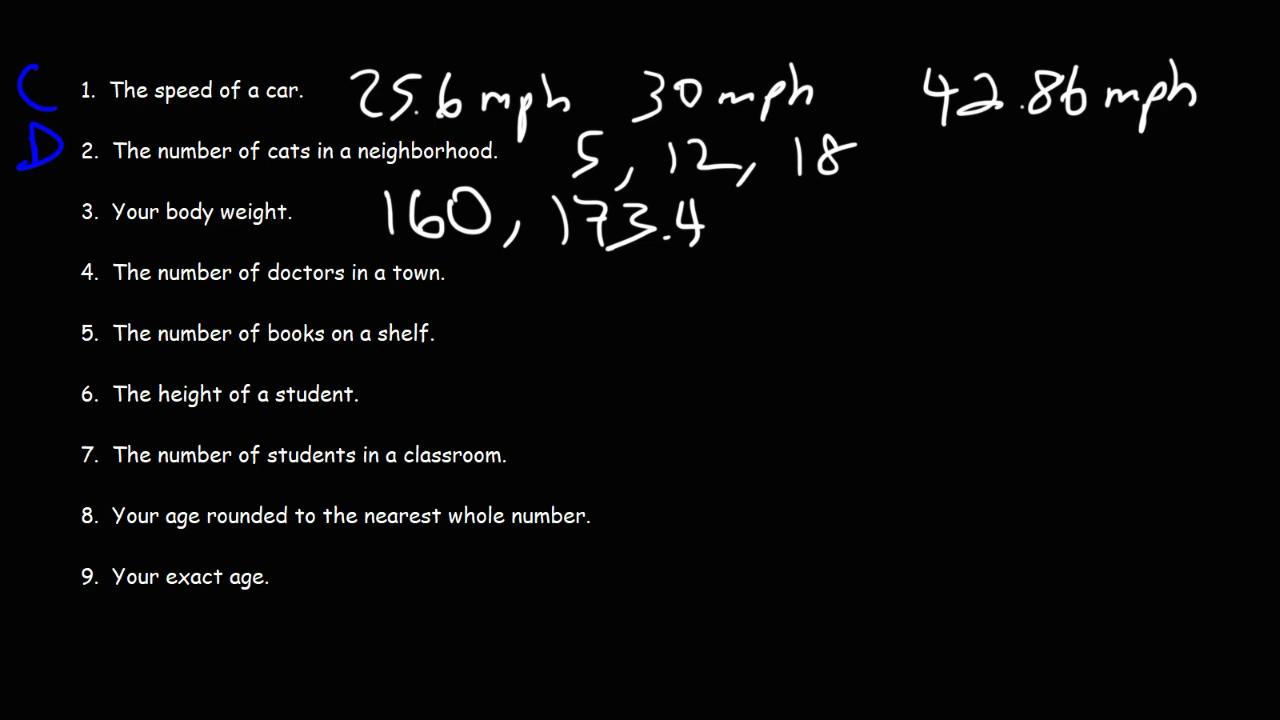 C 1. The speed of a car. 25.6 mph 30 mph 42.86 mph
D 2. The number of cats in a neighborhood. 5, 12, 18
3. Your body weight. 160, 173.4
4. The number of doctors in a town.
5. The number of books on a shelf.
6. The height of a student.
7. The number of students in a classroom.
8. Your age rounded to the nearest whole number.
9. Your exact age.